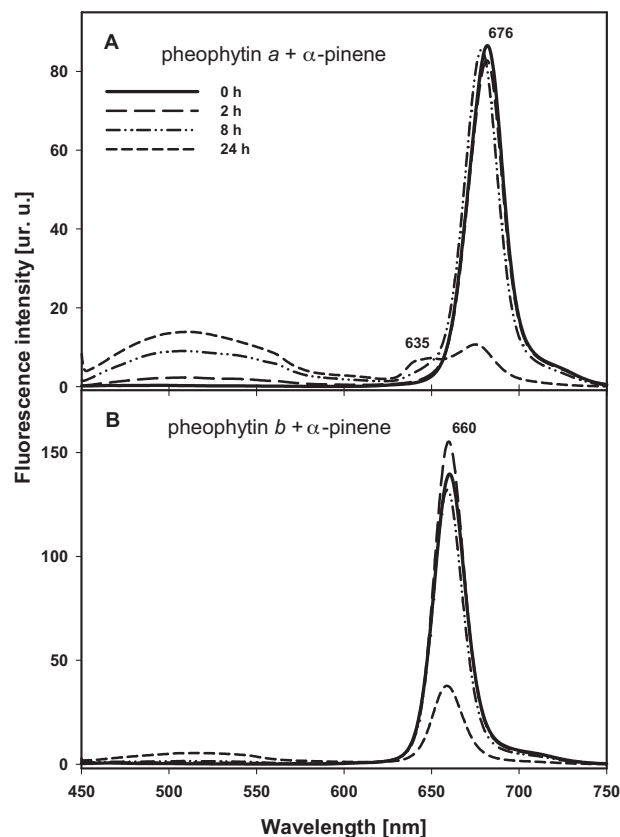 A
676
pheophytin a + α-pinene
0 h
2 h
8 h
24 h
80
60
40
20
0
635
Fluorescence intensity [ur. u.]
B
pheophytin b + α-pinene
660
150
100
50
0
450 500 550 600 650 700 750
Wavelength [nm]